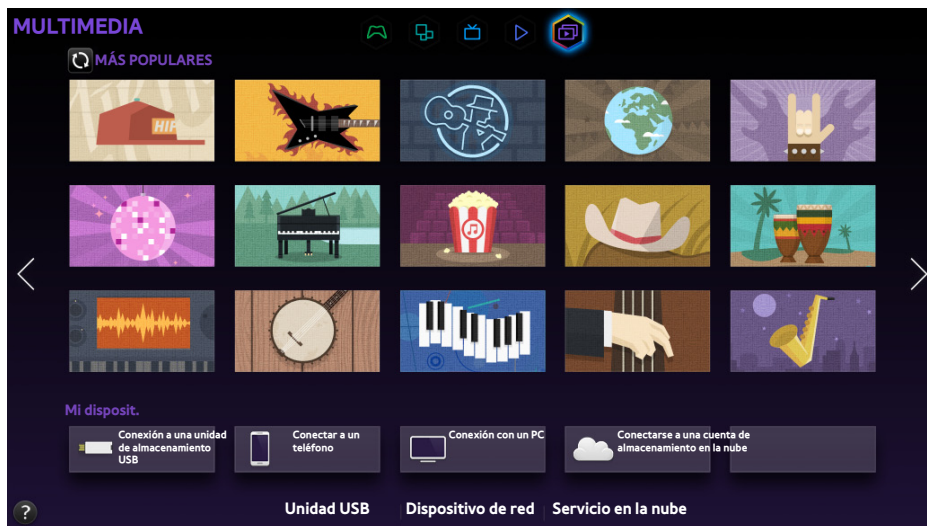 MULTIMEDIA
MÁS POPULARES
HIP
Mi disposit.
Conexión a una unidad
de almacenamiento
USB
Conectar a un
teléfono
Conexión con un PC
Conectarse a una cuenta de
almacenamiento en la nube
?
Unidad USB
Dispositivo de red
Servicio en la nube